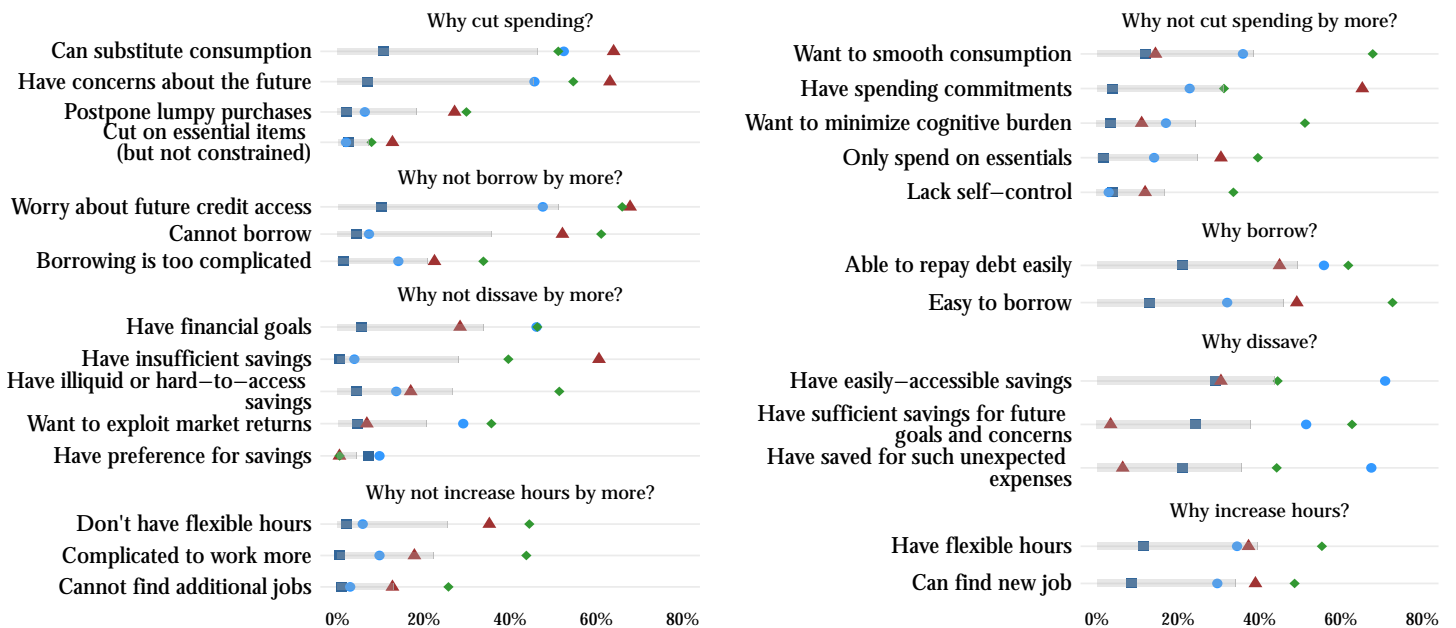 Why cut spending?
Can substitute consumption
Have concerns about the future
Postpone lumpy purchases
Cut on essential items
(but not constrained)
Why not borrow by more?
Worry about future credit access
Cannot borrow
Borrowing is too complicated
Why not dissave by more?
Have financial goals
Have insufficient savings
Have illiquid or hard−to−access
savings
Want to exploit market returns
Have preference for savings
Why not increase hours by more?
Don't have flexible hours
Complicated to work more
Cannot find additional jobs
0% 20% 40% 60% 80%
Why not cut spending by more?
Want to smooth consumption
Have spending commitments
Want to minimize cognitive burden
Only spend on essentials
Lack self−control
Why borrow?
Able to repay debt easily
Easy to borrow
Why dissave?
Have easily−accessible savings
Have sufficient savings for future
goals and concerns
Have saved for such unexpected
expenses
Why increase hours?
Have flexible hours
Can find new job
0% 20% 40% 60% 80%